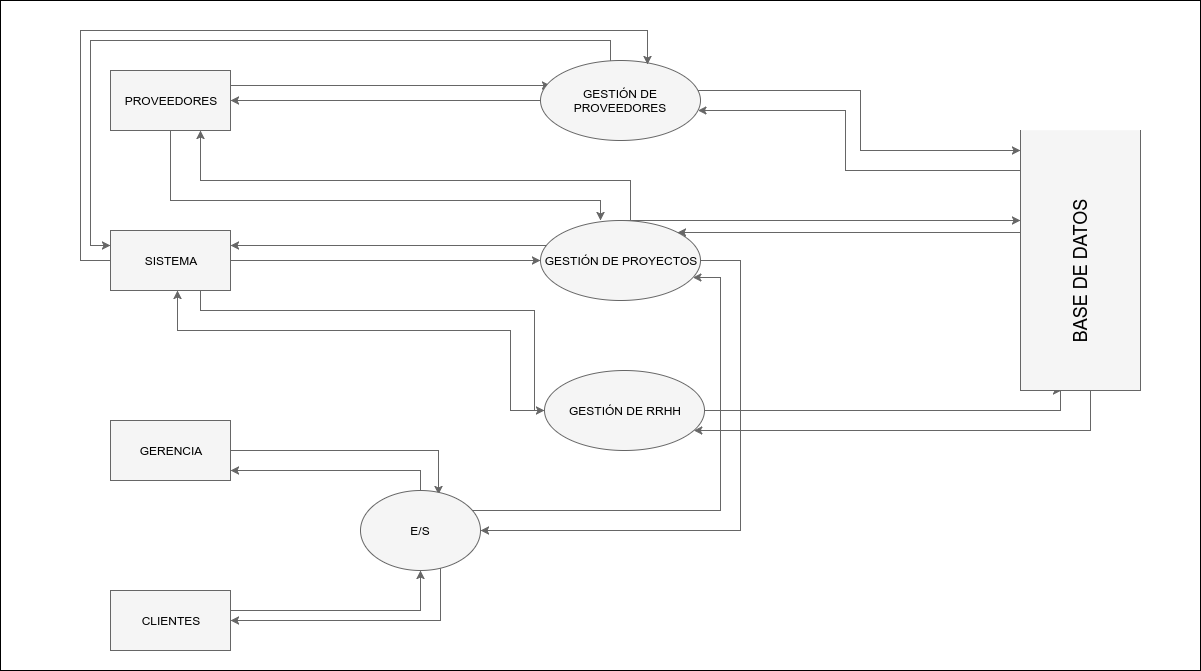 PROVEEDORES
GESTIÓN DE
PROVEEDORES
BASE DE DATOS
SISTEMA
GESTIÓN DE PROYECTOS
GESTIÓN DE RRHH
GERENCIA
E/S
CLIENTES